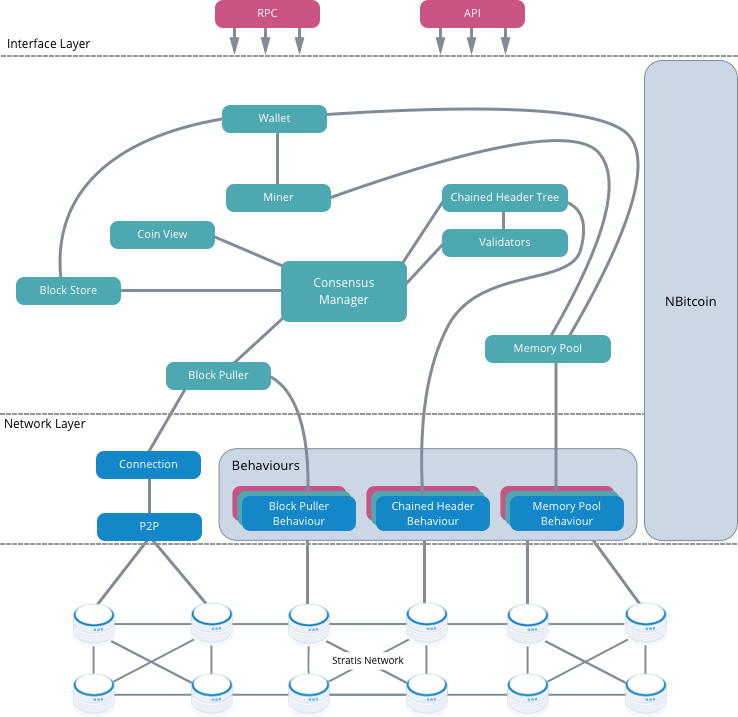 RPC
API
Interface Layer
Wallet
Miner
Chained Header Tree
Coin View
Validators
Consensus
Manager
Block Store
NBitcoin
Memory Pool
Block Puller
Network Layer
Connection
Behaviours
Block Puller
Behaviour
Chained Header
Behaviour
Memory Pool
Behaviour
P2P
Stratis Network